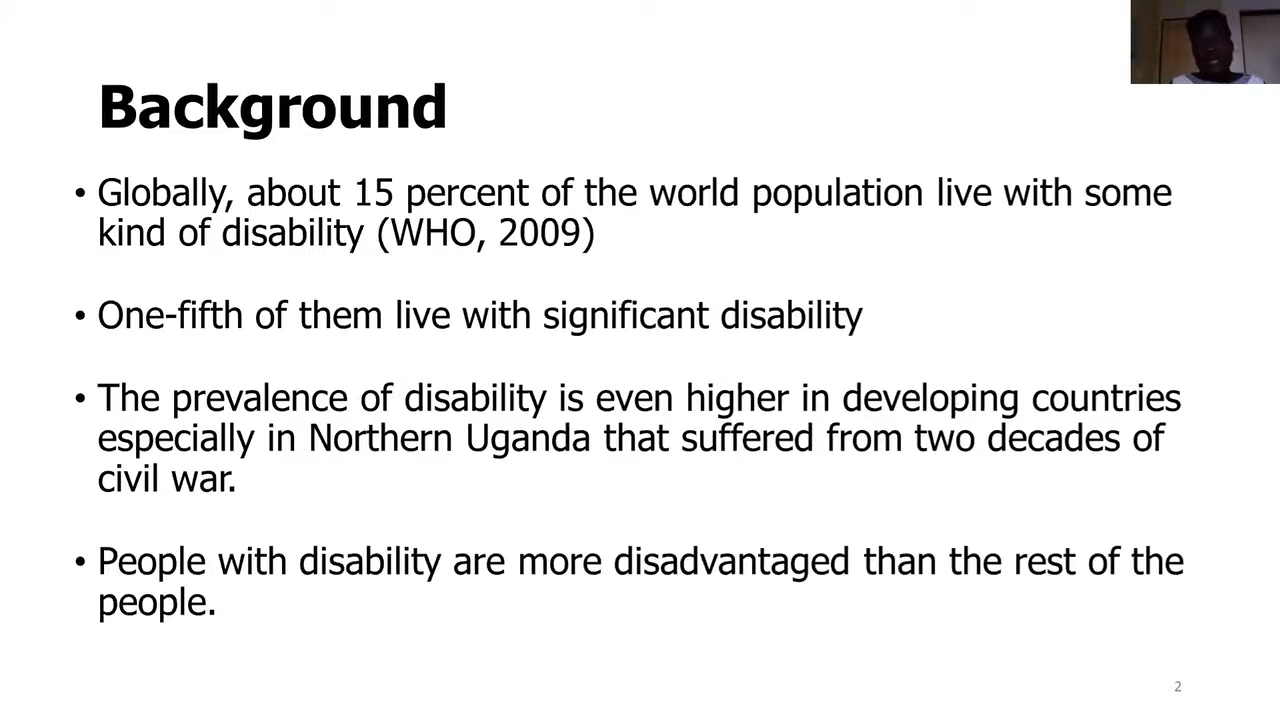 Background
• Globally, about 15 percent of the world population live with some
kind of disability (WHO, 2009)
• One-fifth of them live with significant disability
• The prevalence of disability is even higher in developing countries
especially in Northern Uganda that suffered from two decades of
civil war.
• People with disability are more disadvantaged than the rest of the
people.
2